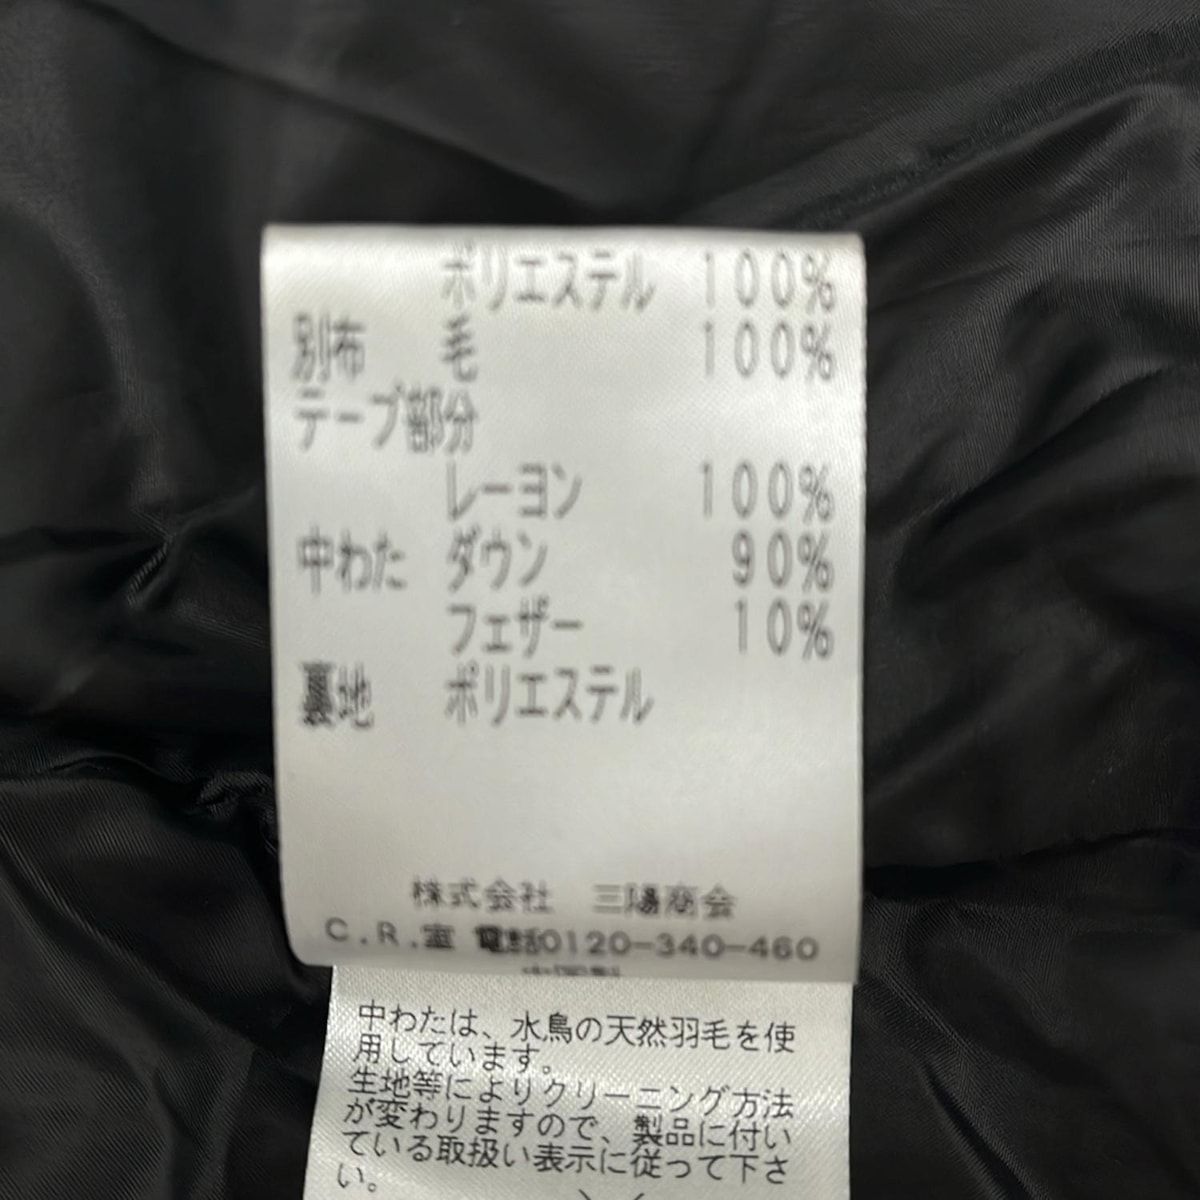 ポリエステル 100%
別布 毛 100%
テープ部分
レーヨン 100%
中わた ダウン 90%
フェザー 10%
裏地 ポリエステル
株式会社 三陽商会
C.R.室 電話0120-340-460
中わたは、水鳥の天然羽毛を使
用しています。
生地等によりクリーニング方法
が変わりますので、製品に付い
ている取扱い表示に従って下さ
い。